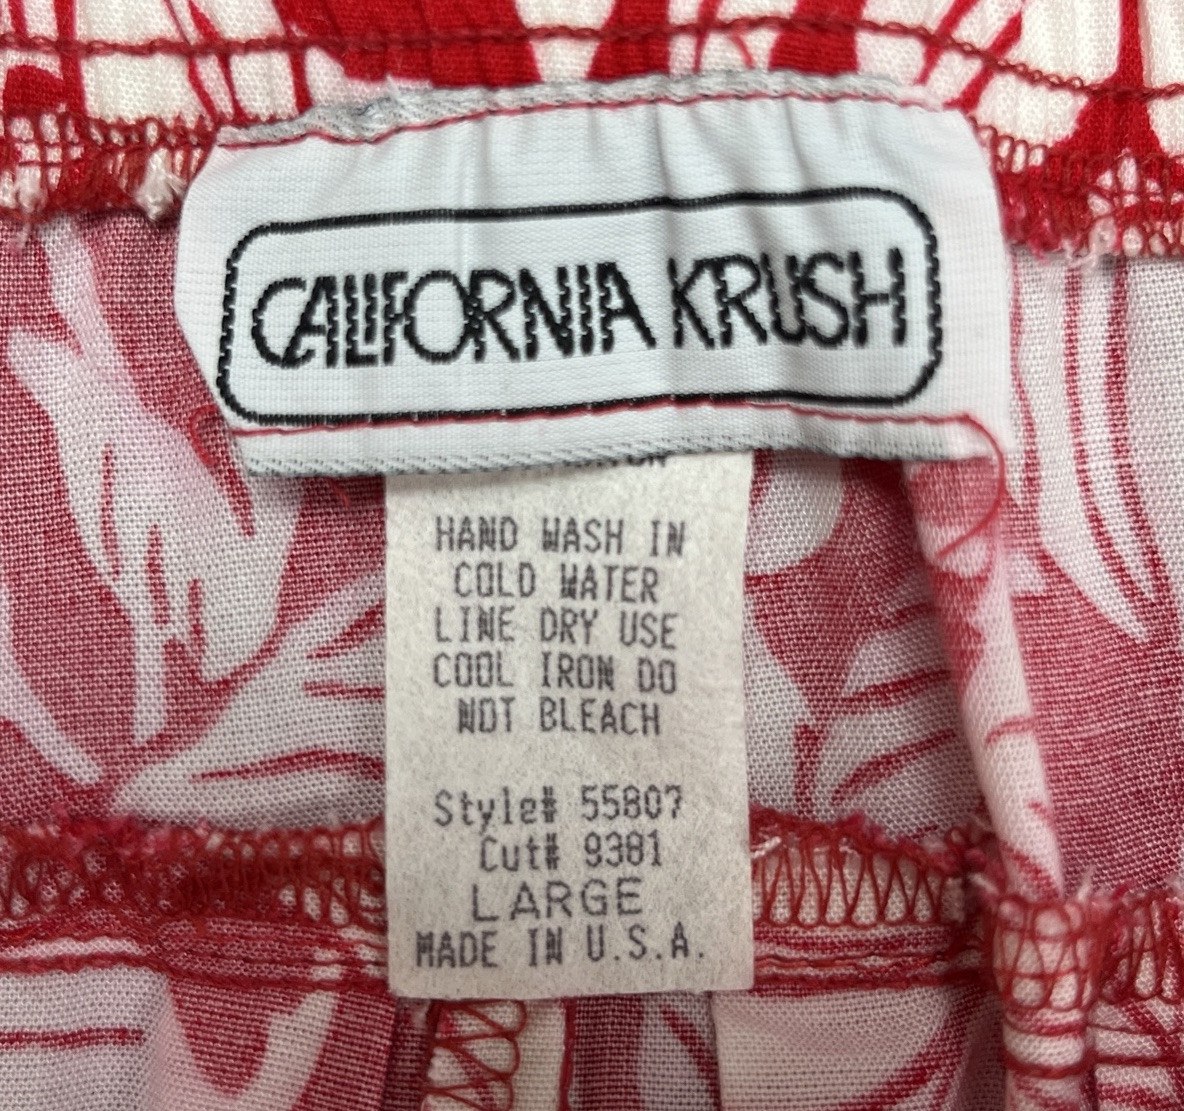 CALIFORNIA KRUSH
HAND WASH IN
COLD WATER
LINE DRY USE
COOL IRON DO
NOT BLEACH
Style# 55807
Cut# 9381
LARGE
MADE IN U.S.A.